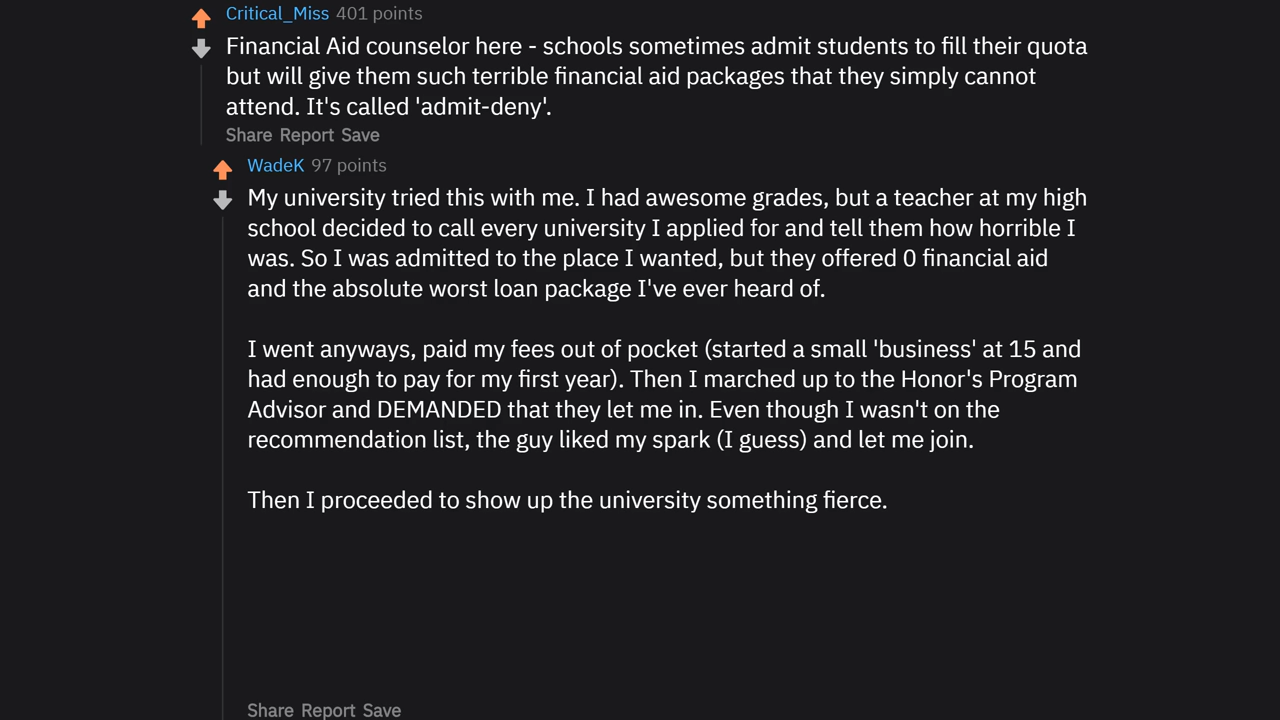 Critical_Miss 401 points
Financial Aid counselor here - schools sometimes admit students to fill their quota
but will give them such terrible financial aid packages that they simply cannot
attend. It's called 'admit-deny'.
Share Report Save
WadeK 97 points
My university tried this with me. I had awesome grades, but a teacher at my high
school decided to call every university I applied for and tell them how horrible I
was. So I was admitted to the place I wanted, but they offered 0 financial aid
and the absolute worst loan package I've ever heard of.
I went anyways, paid my fees out of pocket (started a small 'business' at 15 and
had enough to pay for my first year). Then I marched up to the Honor's Program
Advisor and DEMANDED that they let me in. Even though I wasn't on the
recommendation list, the guy liked my spark (I guess) and let me join.
Then I proceeded to show up the university something fierce.
Share Report Save